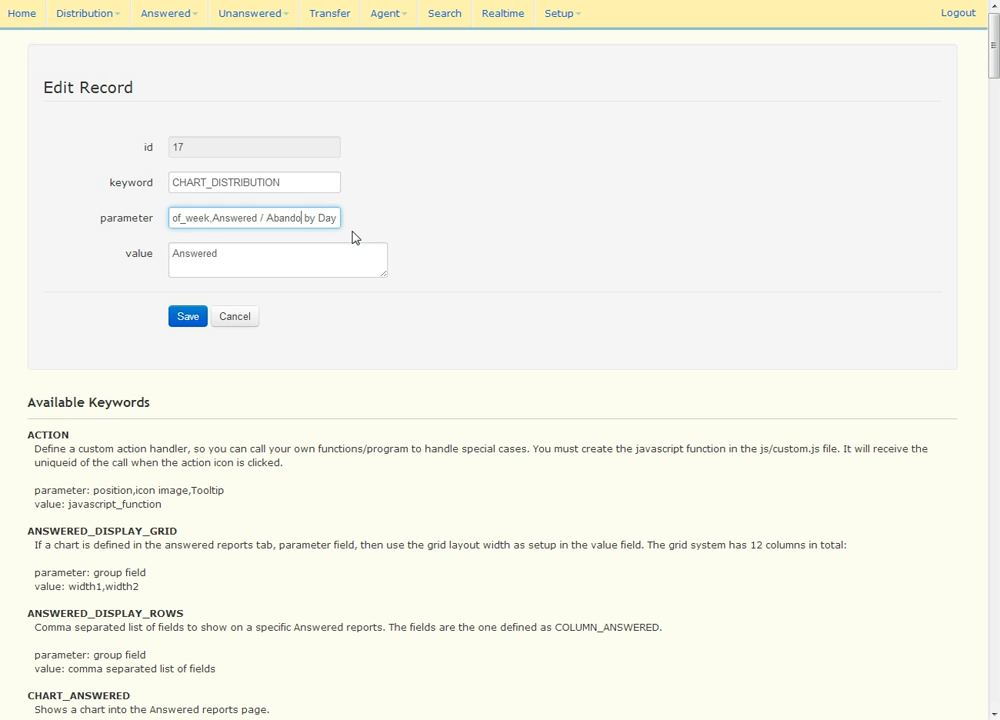 Home Distribution Answered Unanswered Transfer Agent Search Realtime Setup Logout
Edit Record
id 17
keyword CHART_DISTRIBUTION
parameter of_week,Answered / Abando by Day
value Answered
Save Cancel
Available Keywords
ACTION
Define a custom action handler, so you can call your own functions/program to handle special cases. You must create the javascript function in the js/custom.js file. It will receive the
uniqueid of the call when the action icon is clicked.
parameter: position,icon image,Tooltip
value: javascript_function
ANSWERED_DISPLAY_GRID
If a chart is defined in the answered reports tab, parameter field, then use the grid layout width as setup in the value field. The grid system has 12 columns in total:
parameter: group field
value: width1,width2
ANSWERED_DISPLAY_ROWS
Comma separated list of fields to show on a specific Answered reports. The fields are the one defined as COLUMN_ANSWERED.
parameter: group field
value: comma separated list of fields
CHART_ANSWERED
Shows a chart into the Answered reports page.